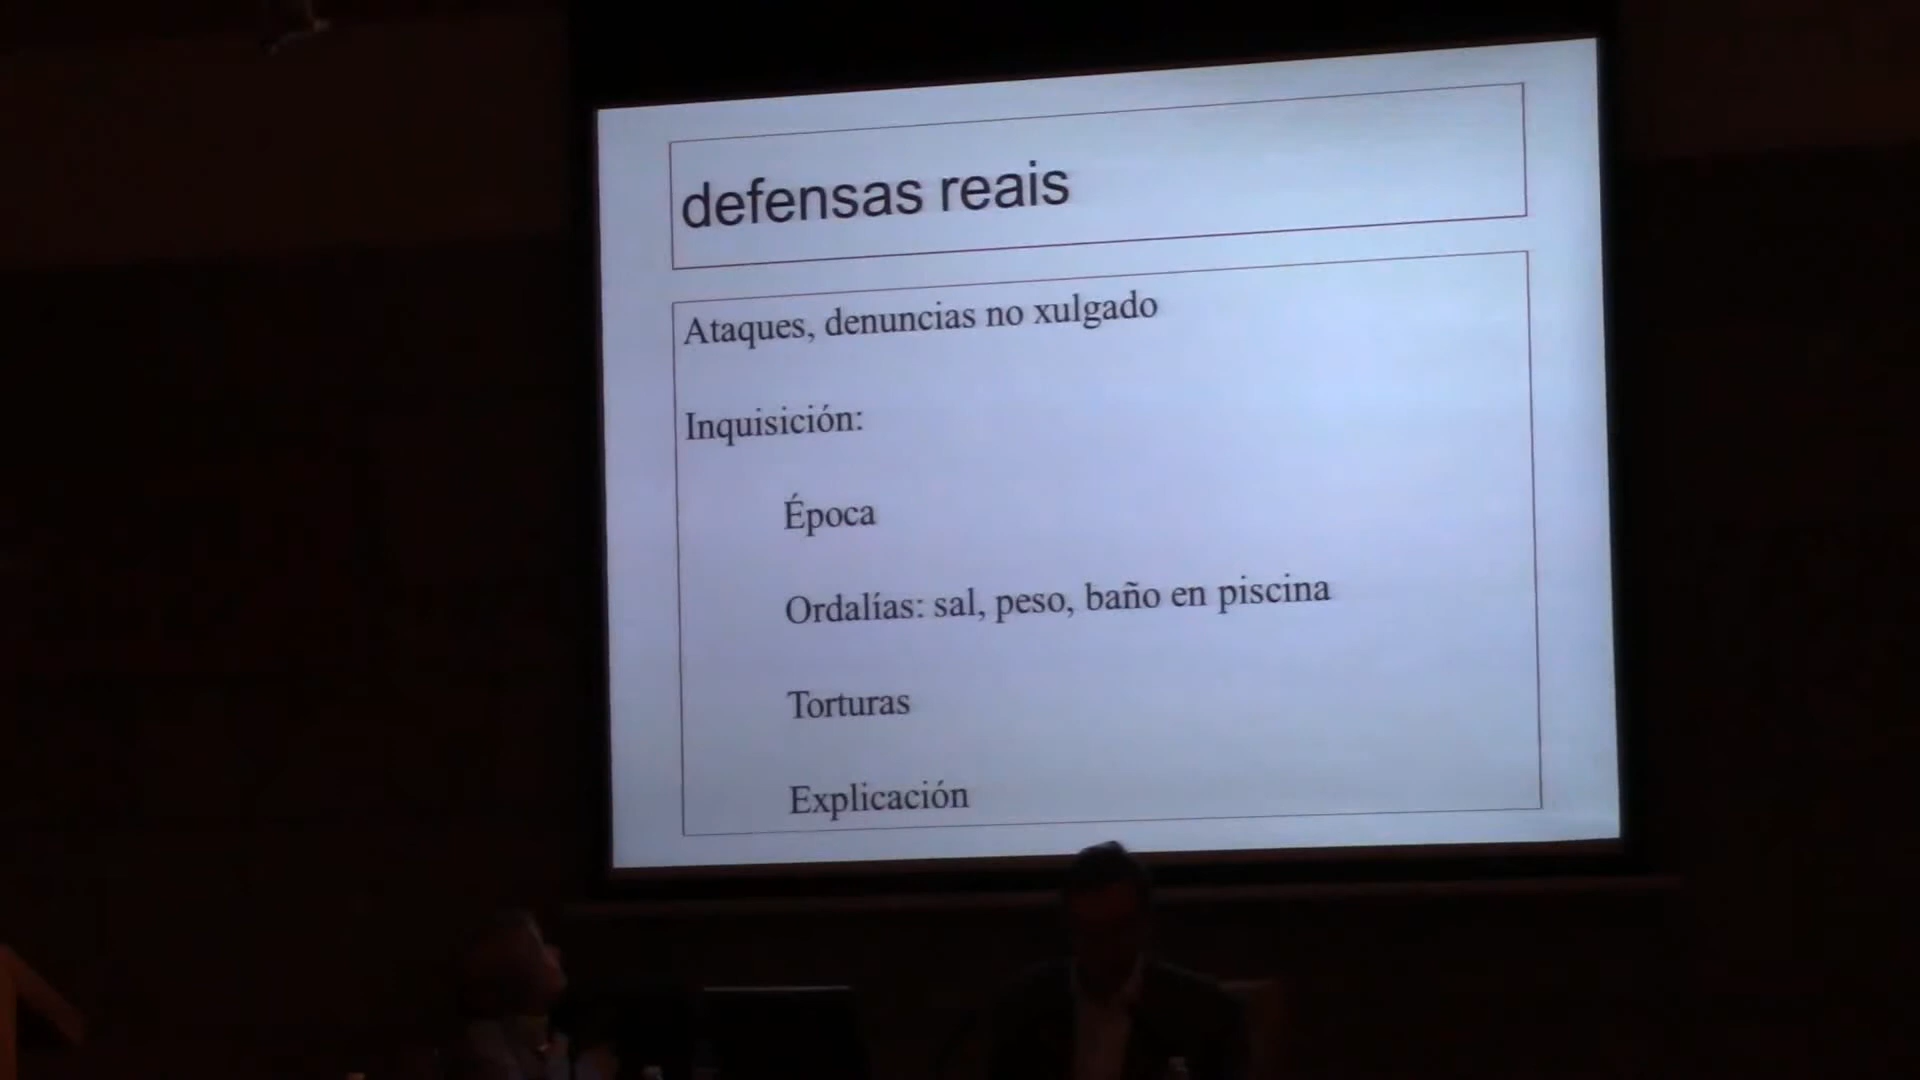 defensas reais
Ataques, denuncias no xulgado
Inquisición:
Época
Ordalías: sal, peso, baño en piscina
Torturas
Explicación